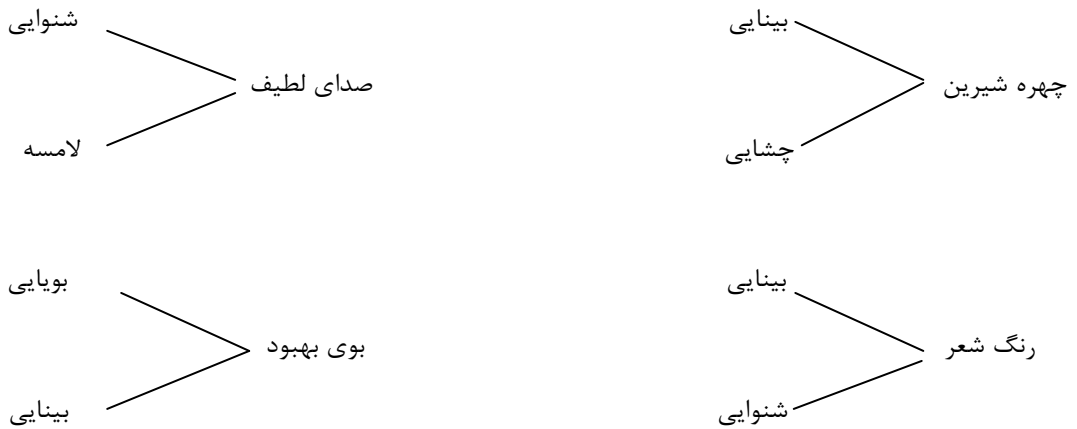 بینایی
چهره شیرین
چشایی
شنوایی
صدای لطیف
لامسه
بینایی
رنگ شعر
شنوایی
بویایی
بوی بهبود
بینایی